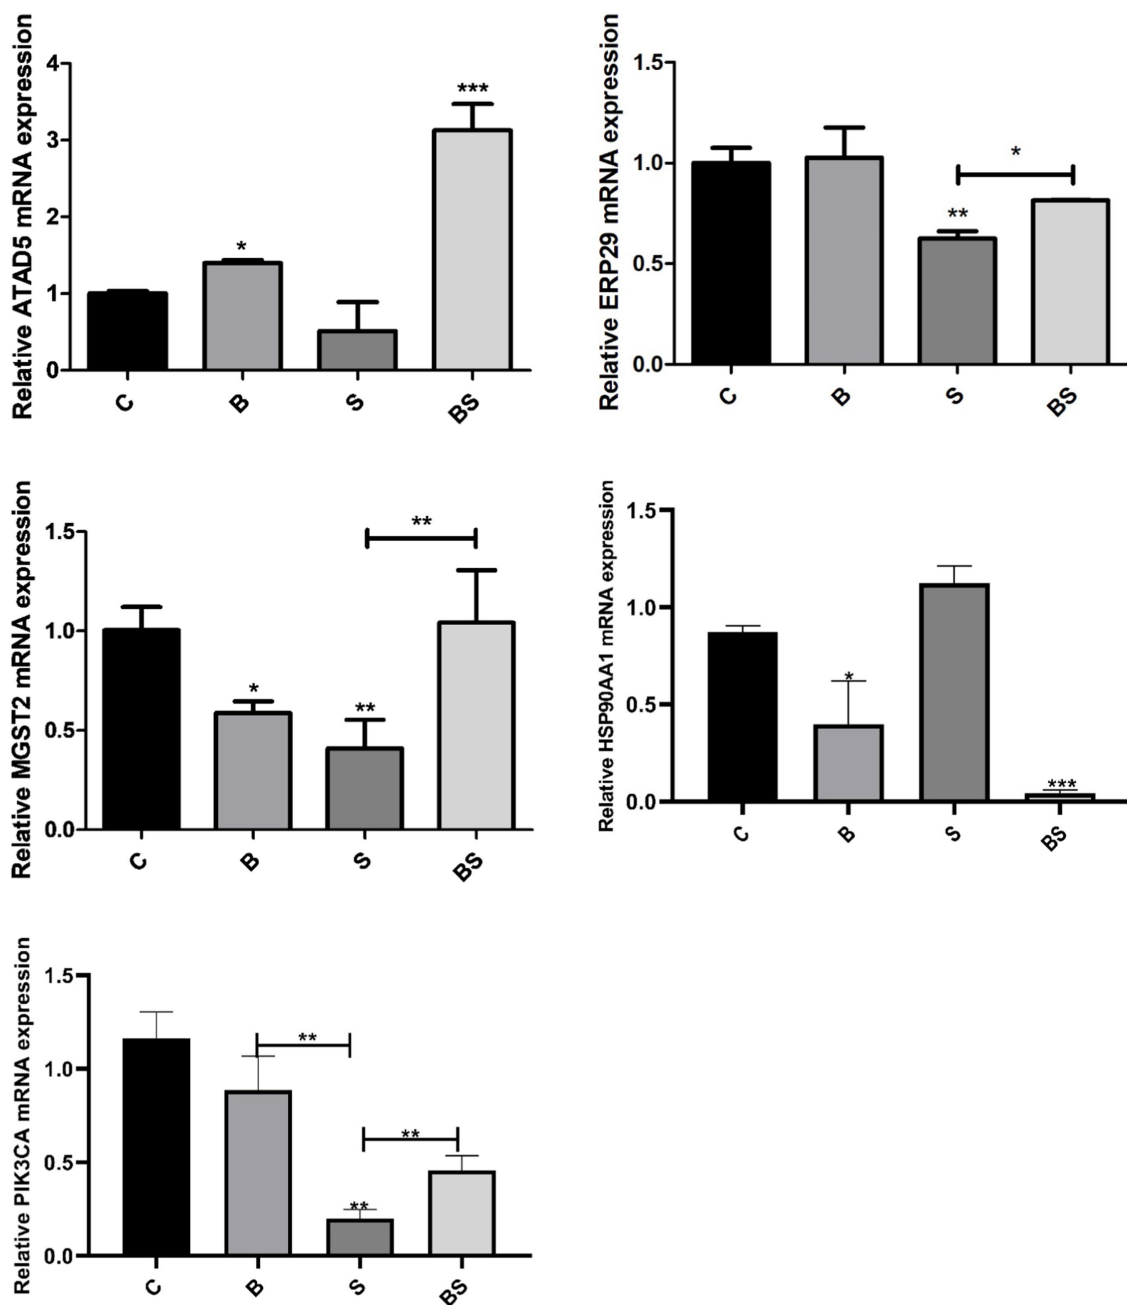 Relative ATAD5 mRNA expression
4
3
2
1
0
*
***
C
B
S
BS
Relative ERP29 mRNA expression
1.5
1.0
0.5
0.0
**
*
C
B
S
BS
Relative MGST2 mRNA expression
1.5
1.0
0.5
0.0
*
**
**
C
B
S
BS
Relative HSP90AA1 mRNA expression
1.5
1.0
0.5
0.0
*
***
C
B
S
BS
Relative PIK3CA mRNA expression
1.5
1.0
0.5
0.0
**
**
**
C
B
S
BS